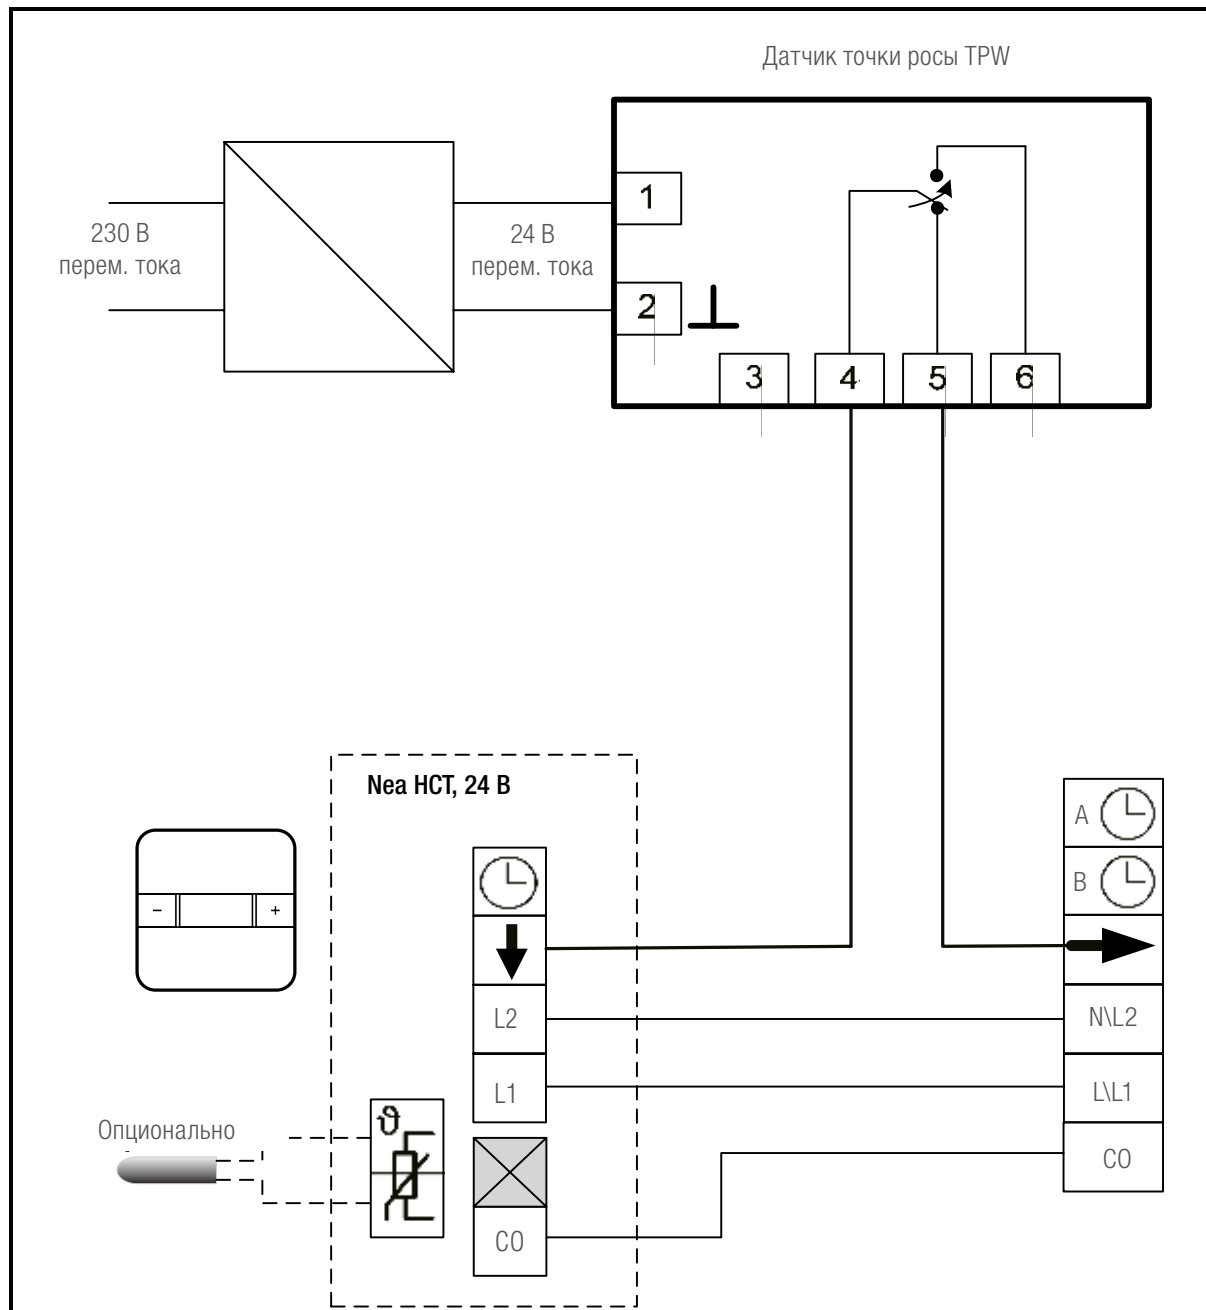 Датчик точки росы TPW
1
230 В
перем. тока
24 В
перем. тока
2
3
4
5
6
Nea HCT, 24 В
A
B
- +
L2
N\L2
L1
L\L1
Опционально
ϑ
CO
CO